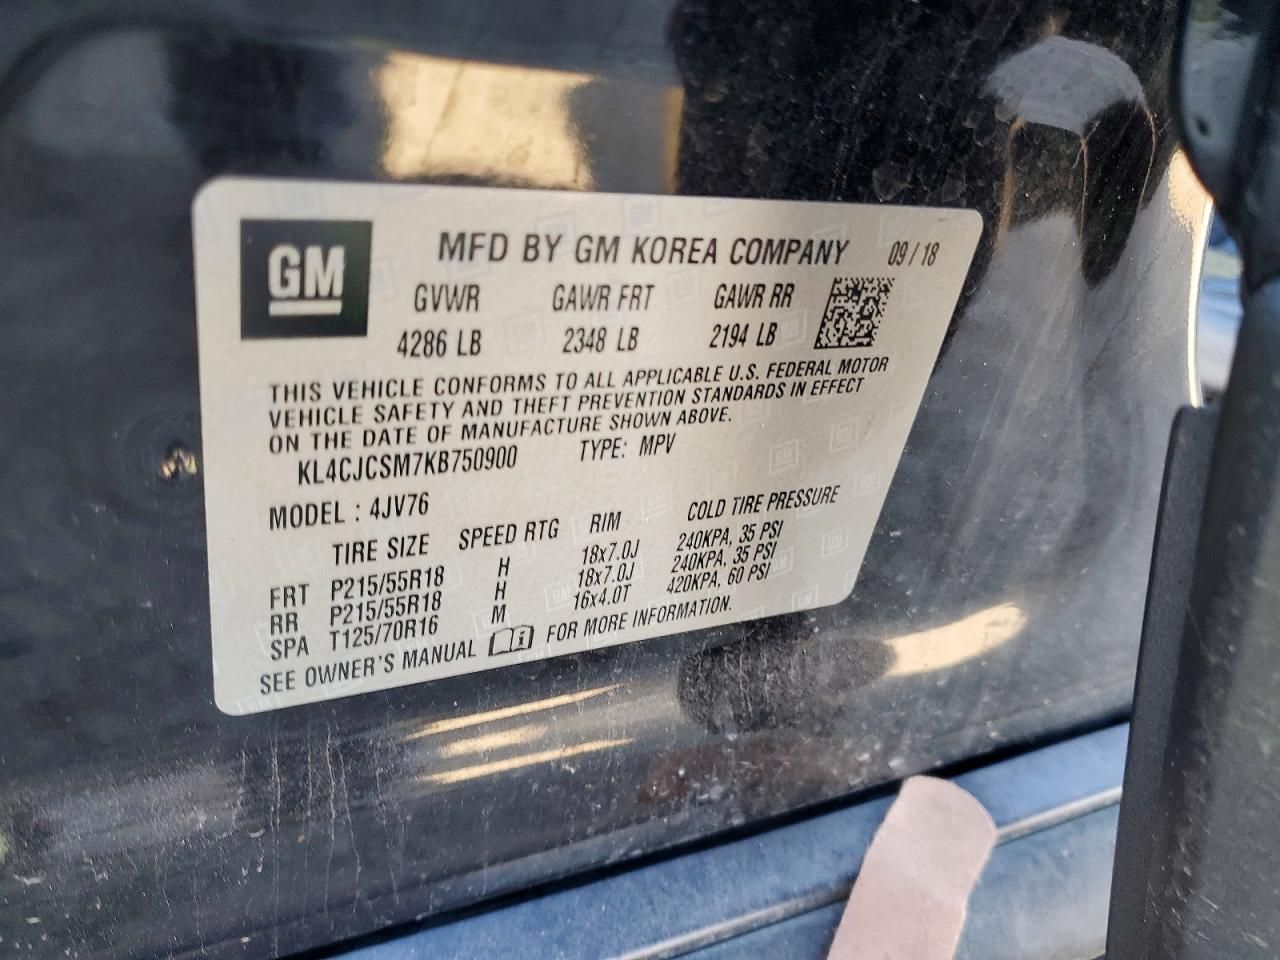 GM
MFD BY GM KOREA COMPANY 09/18
GVWR GAWR FRT GAWR RR
4286 LB 2348 LB 2194 LB
THIS VEHICLE CONFORMS TO ALL APPLICABLE U.S. FEDERAL MOTOR
VEHICLE SAFETY AND THEFT PREVENTION STANDARDS IN EFFECT
ON THE DATE OF MANUFACTURE SHOWN ABOVE.
KL4CJCSM7KB750900 TYPE: MPV
MODEL : 4JV76
TIRE SIZE SPEED RTG RIM COLD TIRE PRESSURE
FRT P215/55R18 H 18x7.0J 240KPA, 35 PSI
RR P215/55R18 H 18x7.0J 240KPA, 35 PSI
SPA T125/70R16 M 16x4.0T 420KPA, 60 PSI
SEE OWNER'S MANUAL i FOR MORE INFORMATION.